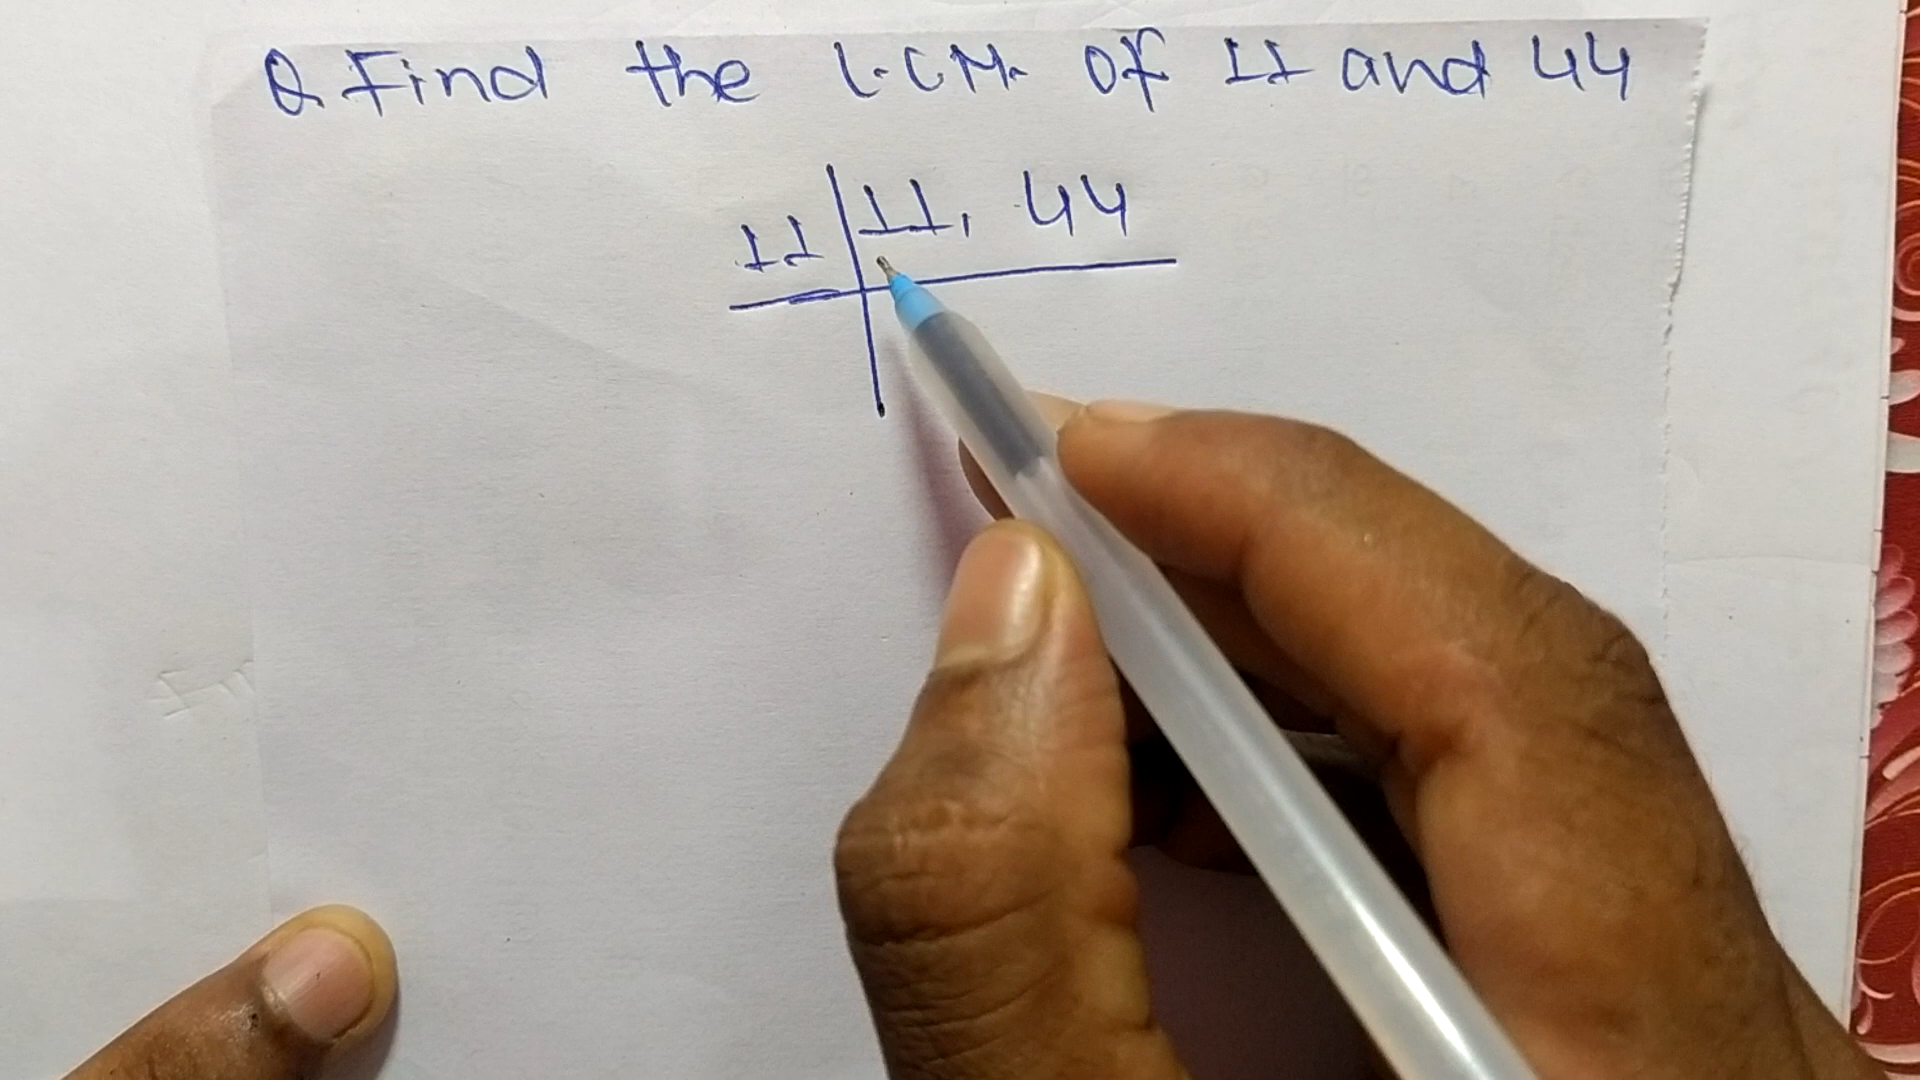 Q. Find the L.C.M. Of 11 and 44
11 | 11, 44